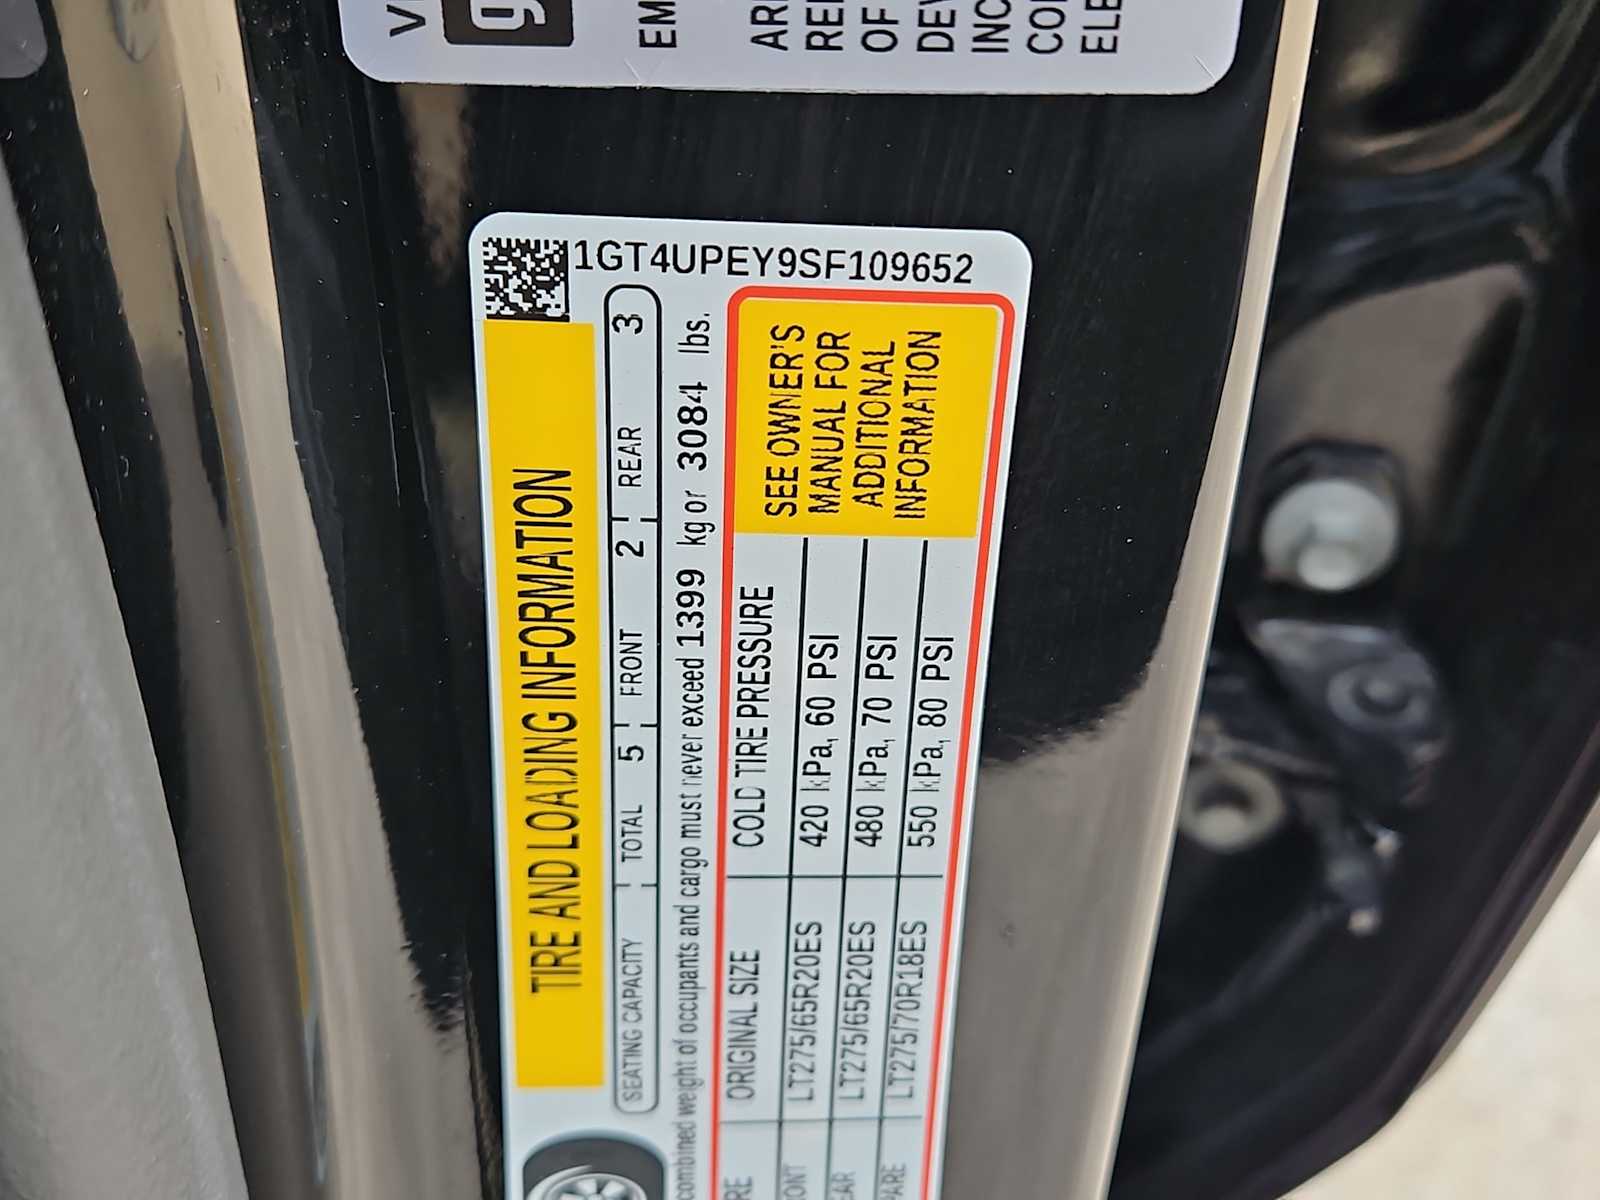 1GT4UPEY9SF109652
TIRE AND LOADING INFORMATION
SEATING CAPACITY TOTAL 5 FRONT 2 REAR 3
combined weight of occupants and cargo must never exceed 1399 kg or 3084 lbs.
ORIGINAL SIZE COLD TIRE PRESSURE
LT275/65R20ES 420 kPa, 60 PSI
LT275/65R20ES 480 kPa, 70 PSI
LT275/70R18ES 550 kPa, 80 PSI
SEE OWNER'S
MANUAL FOR
ADDITIONAL
INFORMATION